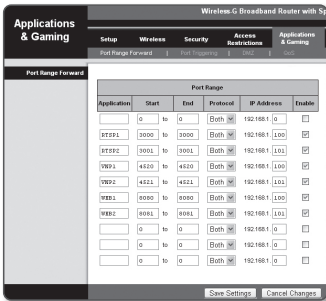 Wireless-G Broadband Router with Sp
Applications
& Gaming
Setup Wireless Security Access Restrictions Applications & Gaming
Port Range Forward | Port Triggering | DMZ | QoS
Port Range Forward
Port Range
Application Start End Protocol IP Address Enable
0 to 0 Both 192.168.1. 0
RTSP1 3000 to 3000 Both 192.168.1. 100
RTSP2 3001 to 3001 Both 192.168.1. 101
4520 to 4520 Both 192.168.1. 100
4521 to 4521 Both 192.168.1. 101
WEB1 8080 to 8080 Both 192.168.1. 100
WEB2 8081 to 8081 Both 192.168.1. 101
0 to 0 Both 192.168.1. 0
0 to 0 Both 192.168.1. 0
0 to 0 Both 192.168.1. 0
Save Settings Cancel Changes